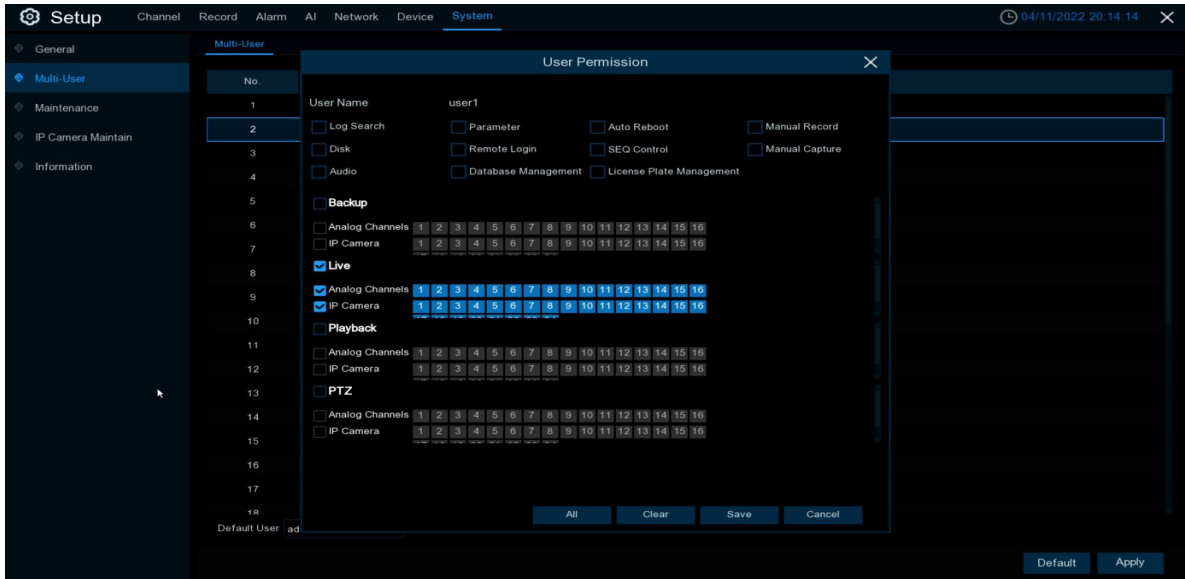 Setup Channel Record Alarm AI Network Device System 04/11/2022 20:14:14
General
Multi-User
Maintenance
IP Camera Maintain
Information
Multi-User
No.
1
2
3
4
5
6
7
8
9
10
11
12
13
14
15
16
17
18
Default User ad
User Permission
User Name user1
Log Search Parameter Auto Reboot Manual Record
Disk Remote Login SEQ Control Manual Capture
Audio Database Management License Plate Management
Backup
Analog Channels 1 2 3 4 5 6 7 8 9 10 11 12 13 14 15 16
IP Camera 1 2 3 4 5 6 7 8 9 10 11 12 13 14 15 16
Live
Analog Channels 1 2 3 4 5 6 7 8 9 10 11 12 13 14 15 16
IP Camera 1 2 3 4 5 6 7 8 9 10 11 12 13 14 15 16
Playback
Analog Channels 1 2 3 4 5 6 7 8 9 10 11 12 13 14 15 16
IP Camera 1 2 3 4 5 6 7 8 9 10 11 12 13 14 15 16
PTZ
Analog Channels 1 2 3 4 5 6 7 8 9 10 11 12 13 14 15 16
IP Camera 1 2 3 4 5 6 7 8 9 10 11 12 13 14 15 16
All Clear Save Cancel
Default Apply